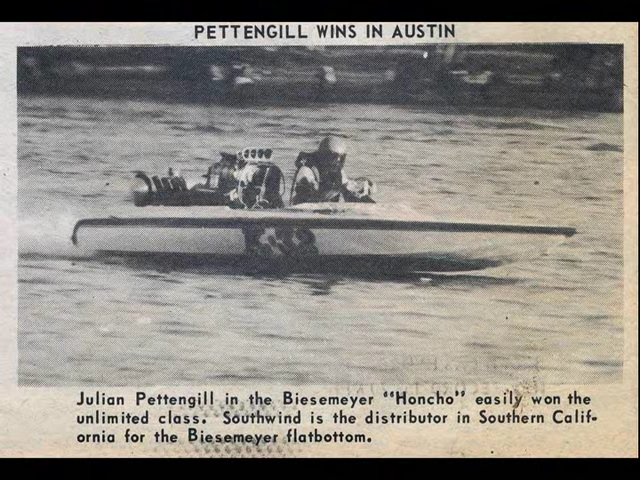 PETTENGILL WINS IN AUSTIN
Julian Pettengill in the Biesemeyer "Honcho" easily won the
unlimited class. Southwind is the distributor in Southern Calif-
ornia for the Biesemeyer flatbottom.